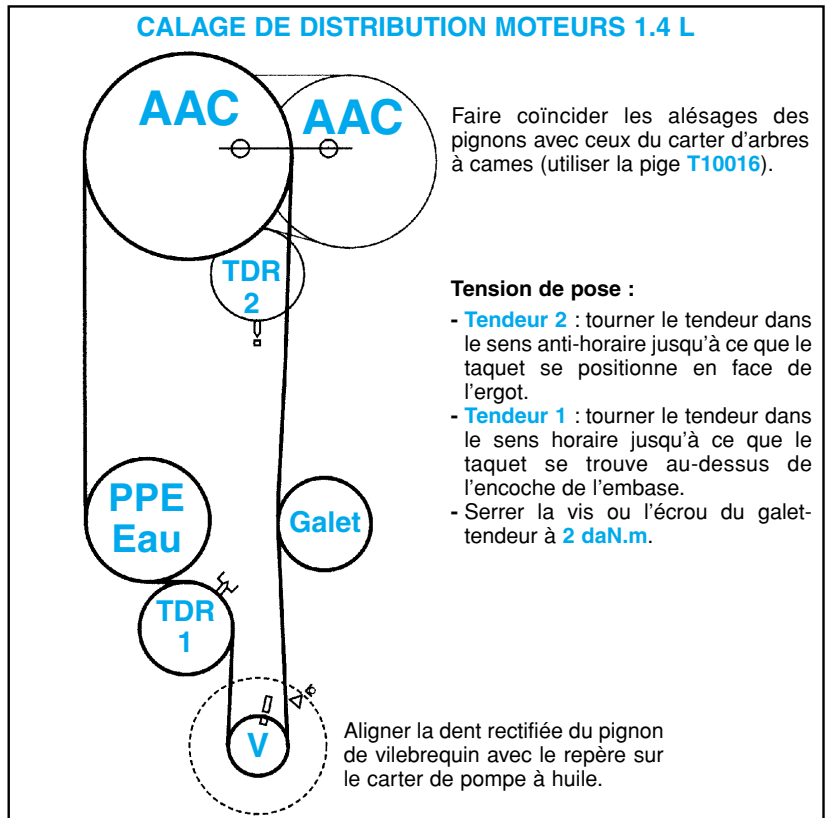 CALAGE DE DISTRIBUTION MOTEURS 1.4 L
AAC
AAC
Faire coïncider les alésages des
pignons avec ceux du carter d'arbres
à cames (utiliser la pige T10016).
TDR
2
Tension de pose :
- Tendeur 2 : tourner le tendeur dans
le sens anti-horaire jusqu'à ce que le
taquet se positionne en face de
l'ergot.
- Tendeur 1 : tourner le tendeur dans
le sens horaire jusqu'à ce que le
taquet se trouve au-dessus de
l'encoche de l'embase.
- Serrer la vis ou l'écrou du galet-
tendeur à 2 daN.m.
PPE
Eau
Galet
TDR
1
V
Aligner la dent rectifiée du pignon
de vilebrequin avec le repère sur
le carter de pompe à huile.